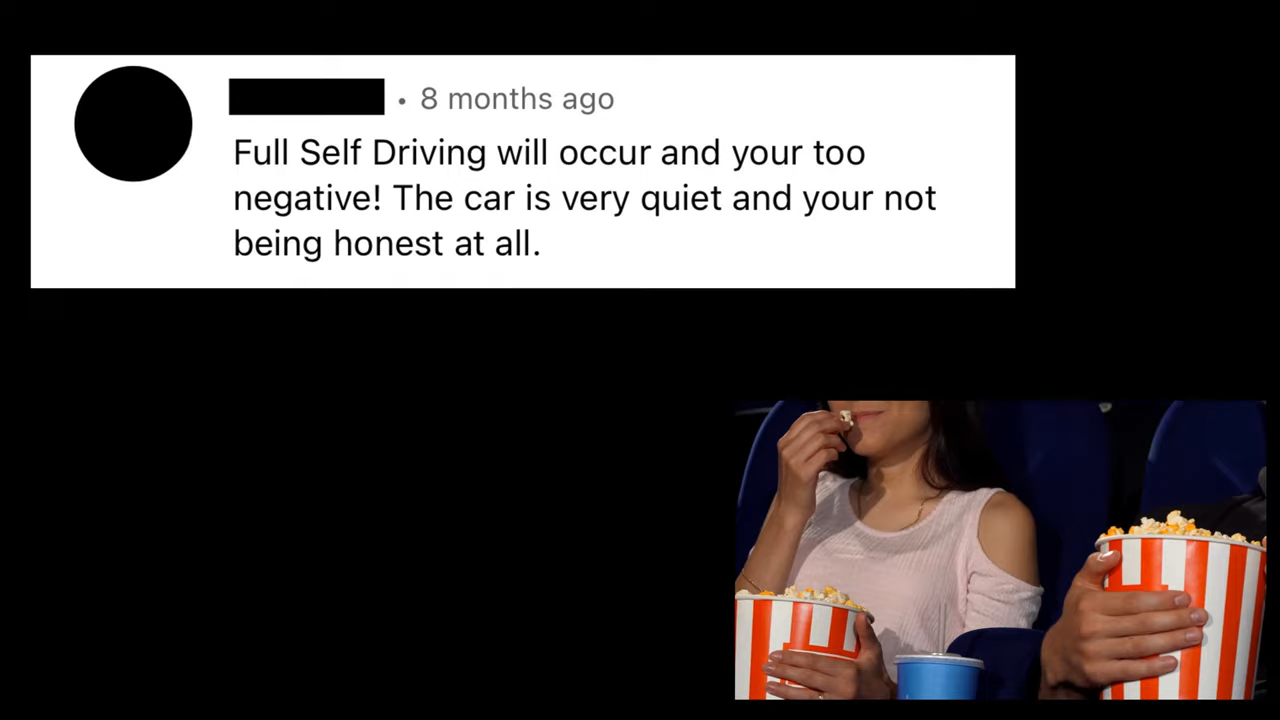 • 8 months ago
Full Self Driving will occur and your too
negative! The car is very quiet and your not
being honest at all.